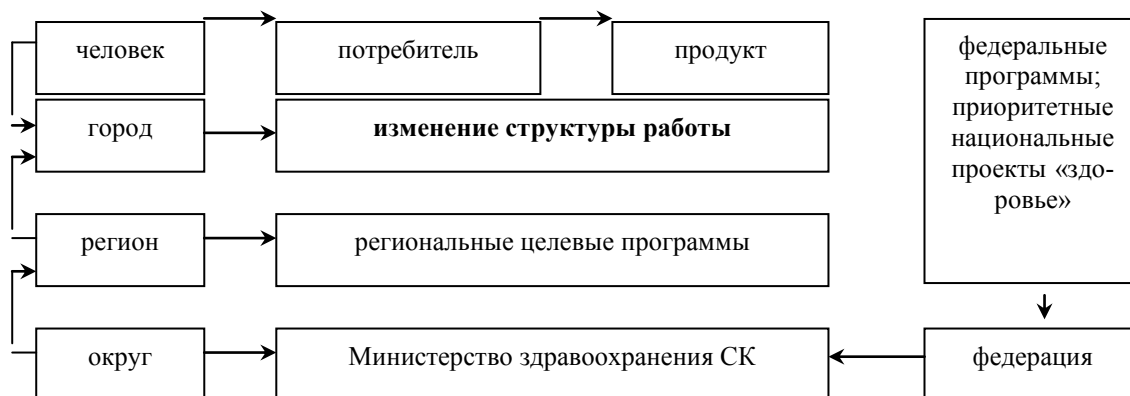 человек
потребитель
продукт
федеральные
программы;
приоритетные
национальные
проекты «здо-
ровье»
город
изменение структуры работы
регион
региональные целевые программы
округ
Министерство здравоохранения СК
федерация